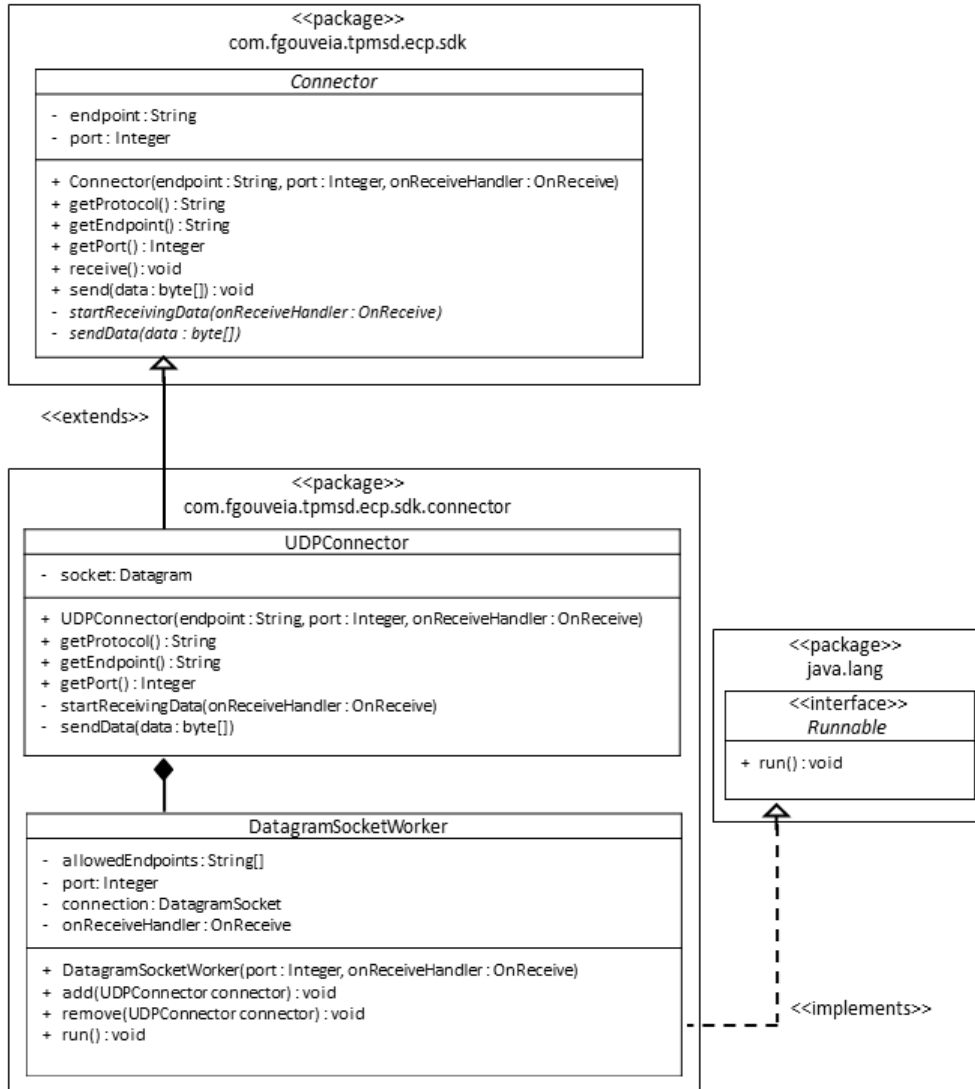 <<package>>
com.fgouveia.tpmsd.ecp.sdk
Connector
- endpoint: String
- port: Integer
+ Connector(endpoint: String, port: Integer, onReceiveHandler: OnReceive)
+ getProtocol(): String
+ getEndpoint(): String
+ getPort(): Integer
+ receive(): void
+ send(data: byte[]): void
- startReceivingData(onReceiveHandler: OnReceive)
- sendData(data : byte[])
<<extends>>
<<package>>
com.fgouveia.tpmsd.ecp.sdk.connector
UDPConnector
- socket: Datagram
+ UDPConnector(endpoint: String, port: Integer, onReceiveHandler: OnReceive)
+ getProtocol(): String
+ getEndpoint(): String
+ getPort(): Integer
- startReceivingData(onReceiveHandler: OnReceive)
- sendData(data: byte[])
<<package>>
java.lang
<<interface>>
Runnable
+ run(): void
DatagramSocketWorker
- allowedEndpoints: String[]
- port: Integer
- connection: DatagramSocket
- onReceiveHandler: OnReceive
+ DatagramSocketWorker(port: Integer, onReceiveHandler: OnReceive)
+ add(UDPConnector connector): void
+ remove(UDPConnector connector): void
+ run(): void
<<implements>>